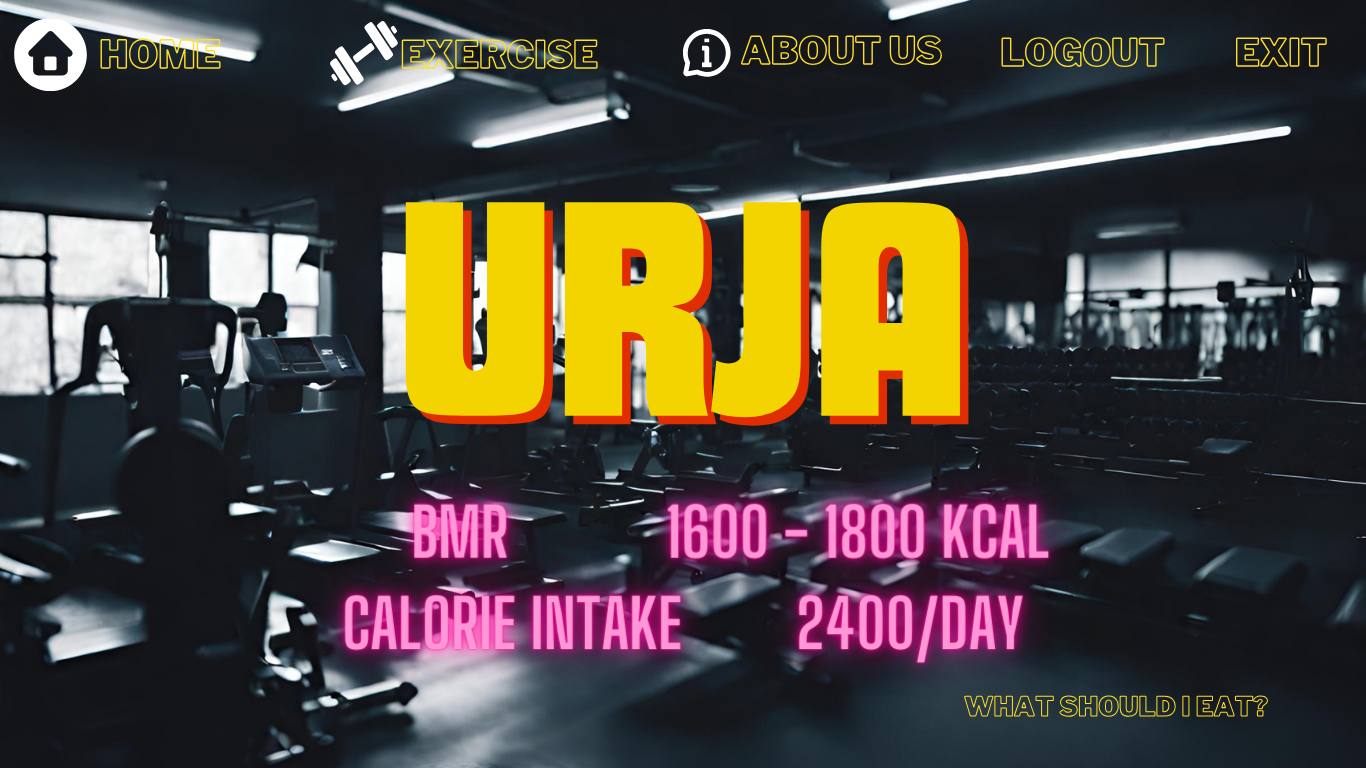 HOME EXERCISE ABOUT US LOGOUT EXIT
URJA
BMR 1600 - 1800 KCAL
CALORIE INTAKE 2400/DAY
WHAT SHOULD I EAT?